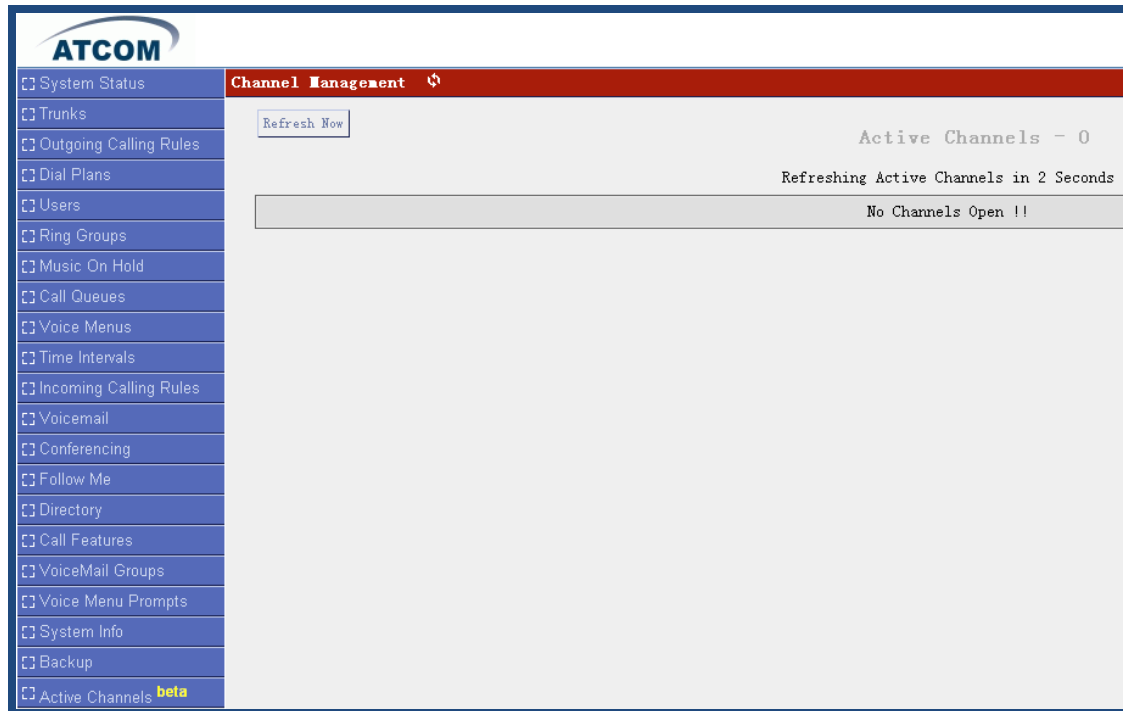 ATCOM
System Status
Trunks
Outgoing Calling Rules
Dial Plans
Users
Ring Groups
Music On Hold
Call Queues
Voice Menus
Time Intervals
Incoming Calling Rules
Voicemail
Conferencing
Follow Me
Directory
Call Features
VoiceMail Groups
Voice Menu Prompts
System Info
Backup
Active Channels beta
Channel Management
Refresh Now
Active Channels - 0
Refreshing Active Channels in 2 Seconds
No Channels Open !!